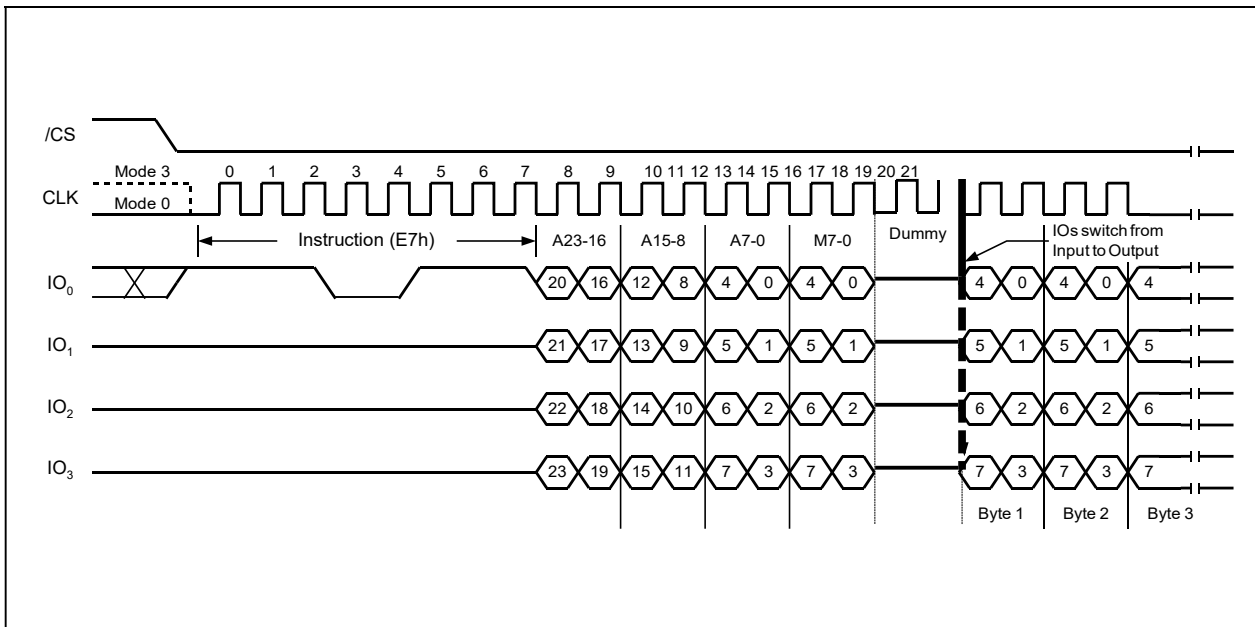 /CS
Mode 3 0 1 2 3 4 5 6 7 8 9 10 11 12 13 14 15 16 17 18 19 20 21
CLK
Mode 0
Instruction (E7h) A23-16 A15-8 A7-0 M7-0 Dummy
IOs switch from
Input to Output
IO0 20 16 12 8 4 0 4 0 4 0 4 0 4
IO1 21 17 13 9 5 1 5 1 5 1 5 1 5
IO2 22 18 14 10 6 2 6 2 6 2 6 2 6
IO3 23 19 15 11 7 3 7 3 7 3 7 3 7
Byte 1 Byte 2 Byte 3